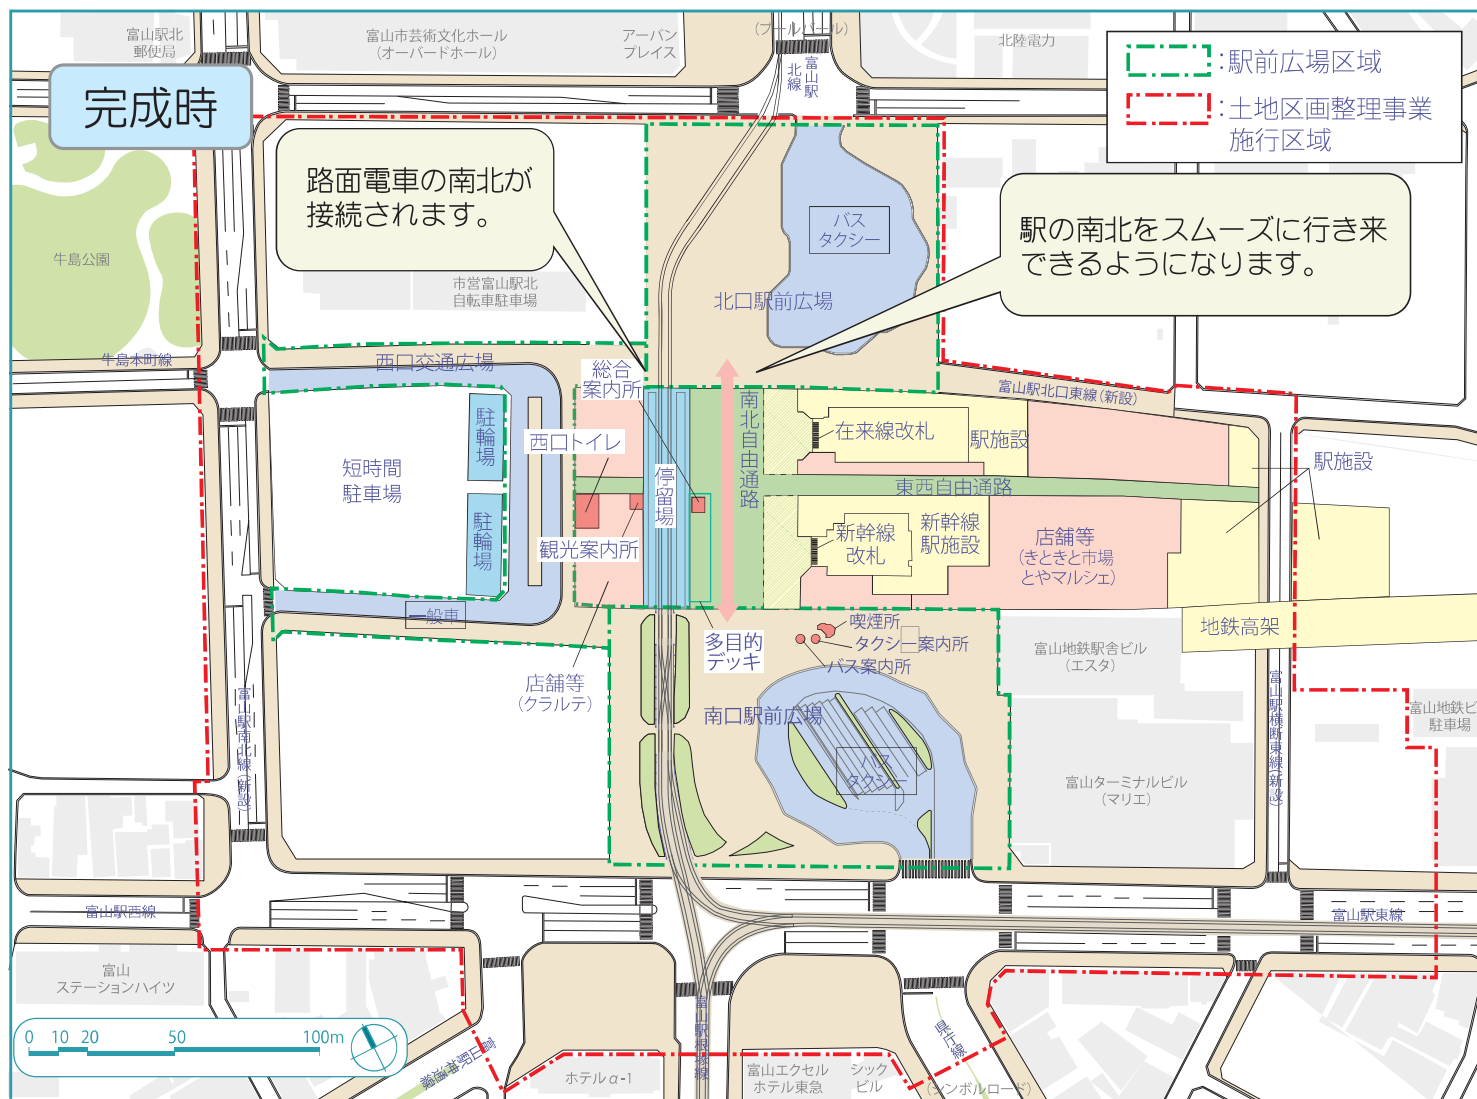 富山駅北
郵便局
富山市芸術文化ホール
(オーバードホール)
アーバン
プレイス
(ブールバール)
北陸電力
富山駅
北線
完成時
:駅前広場区域
:土地区画整理事業
施行区域
路面電車の南北が
接続されます。
駅の南北をスムーズに行き来
できるようになります。
バス
タクシー
牛島公園
市営富山駅北
自転車駐車場
北口駅前広場
牛島本町線
西口交通広場
総合
案内所
富山駅北口東線(新設)
南北自由通路
駐輪場
西口トイレ
在来線改札
駅施設
駅施設
短時間
駐車場
停留場
東西自由通路
駐輪場
観光案内所
新幹線
改札
新幹線
駅施設
店舗等
(きときと市場
とやマルシェ)
一般車
多目的
デッキ
喫煙所
タクシー案内所
バス案内所
地鉄高架
富山地鉄駅舎ビル
(エスタ)
店舗等
(クラルテ)
富山駅南北線(新設)
南口駅前広場
バス
タクシー
富山駅横断東線(新設)
富山地鉄ビ
駐車場
富山ターミナルビル
(マリエ)
富山駅西線
富山駅東線
富山
ステーションハイツ
0 10 20 50 100m
富山駅神通線
富山駅根塚線
県庁線
(シンボルロード)
ホテルα-1
富山エクセル
ホテル東急
シック
ビル